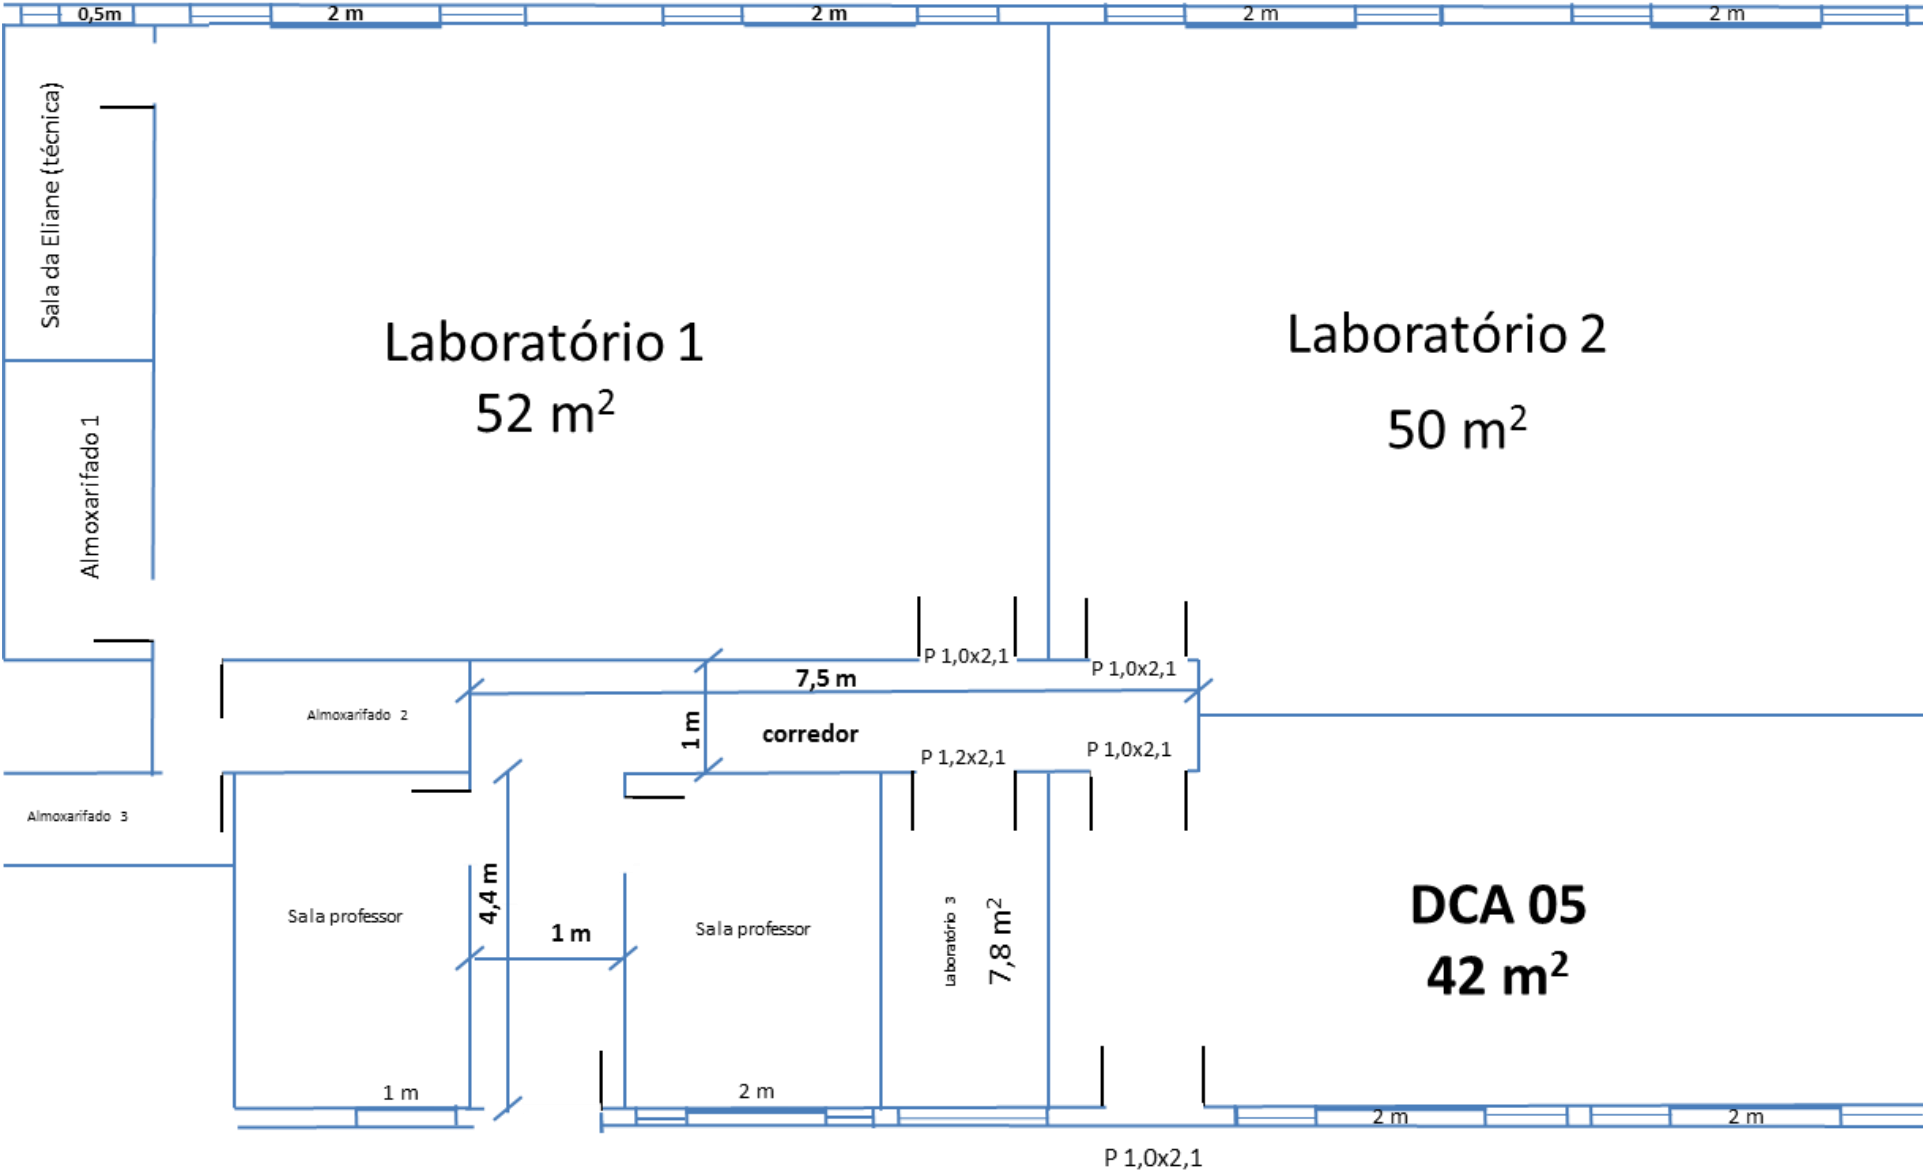 0,5m
2 m
2 m
2 m
2 m
Sala da Eliane (técnica)
Laboratório 1
52 m²
Laboratório 2
50 m²
Almoxarifado 1
P 1,0x2,1
P 1,0x2,1
7,5 m
Almoxarifado 2
1 m
corredor
P 1,2x2,1
P 1,0x2,1
Almoxarifado 3
Sala professor
4,4 m
1 m
Sala professor
Laboratório 3
7,8 m²
DCA 05
42 m²
1 m
2 m
2 m
2 m
P 1,0x2,1